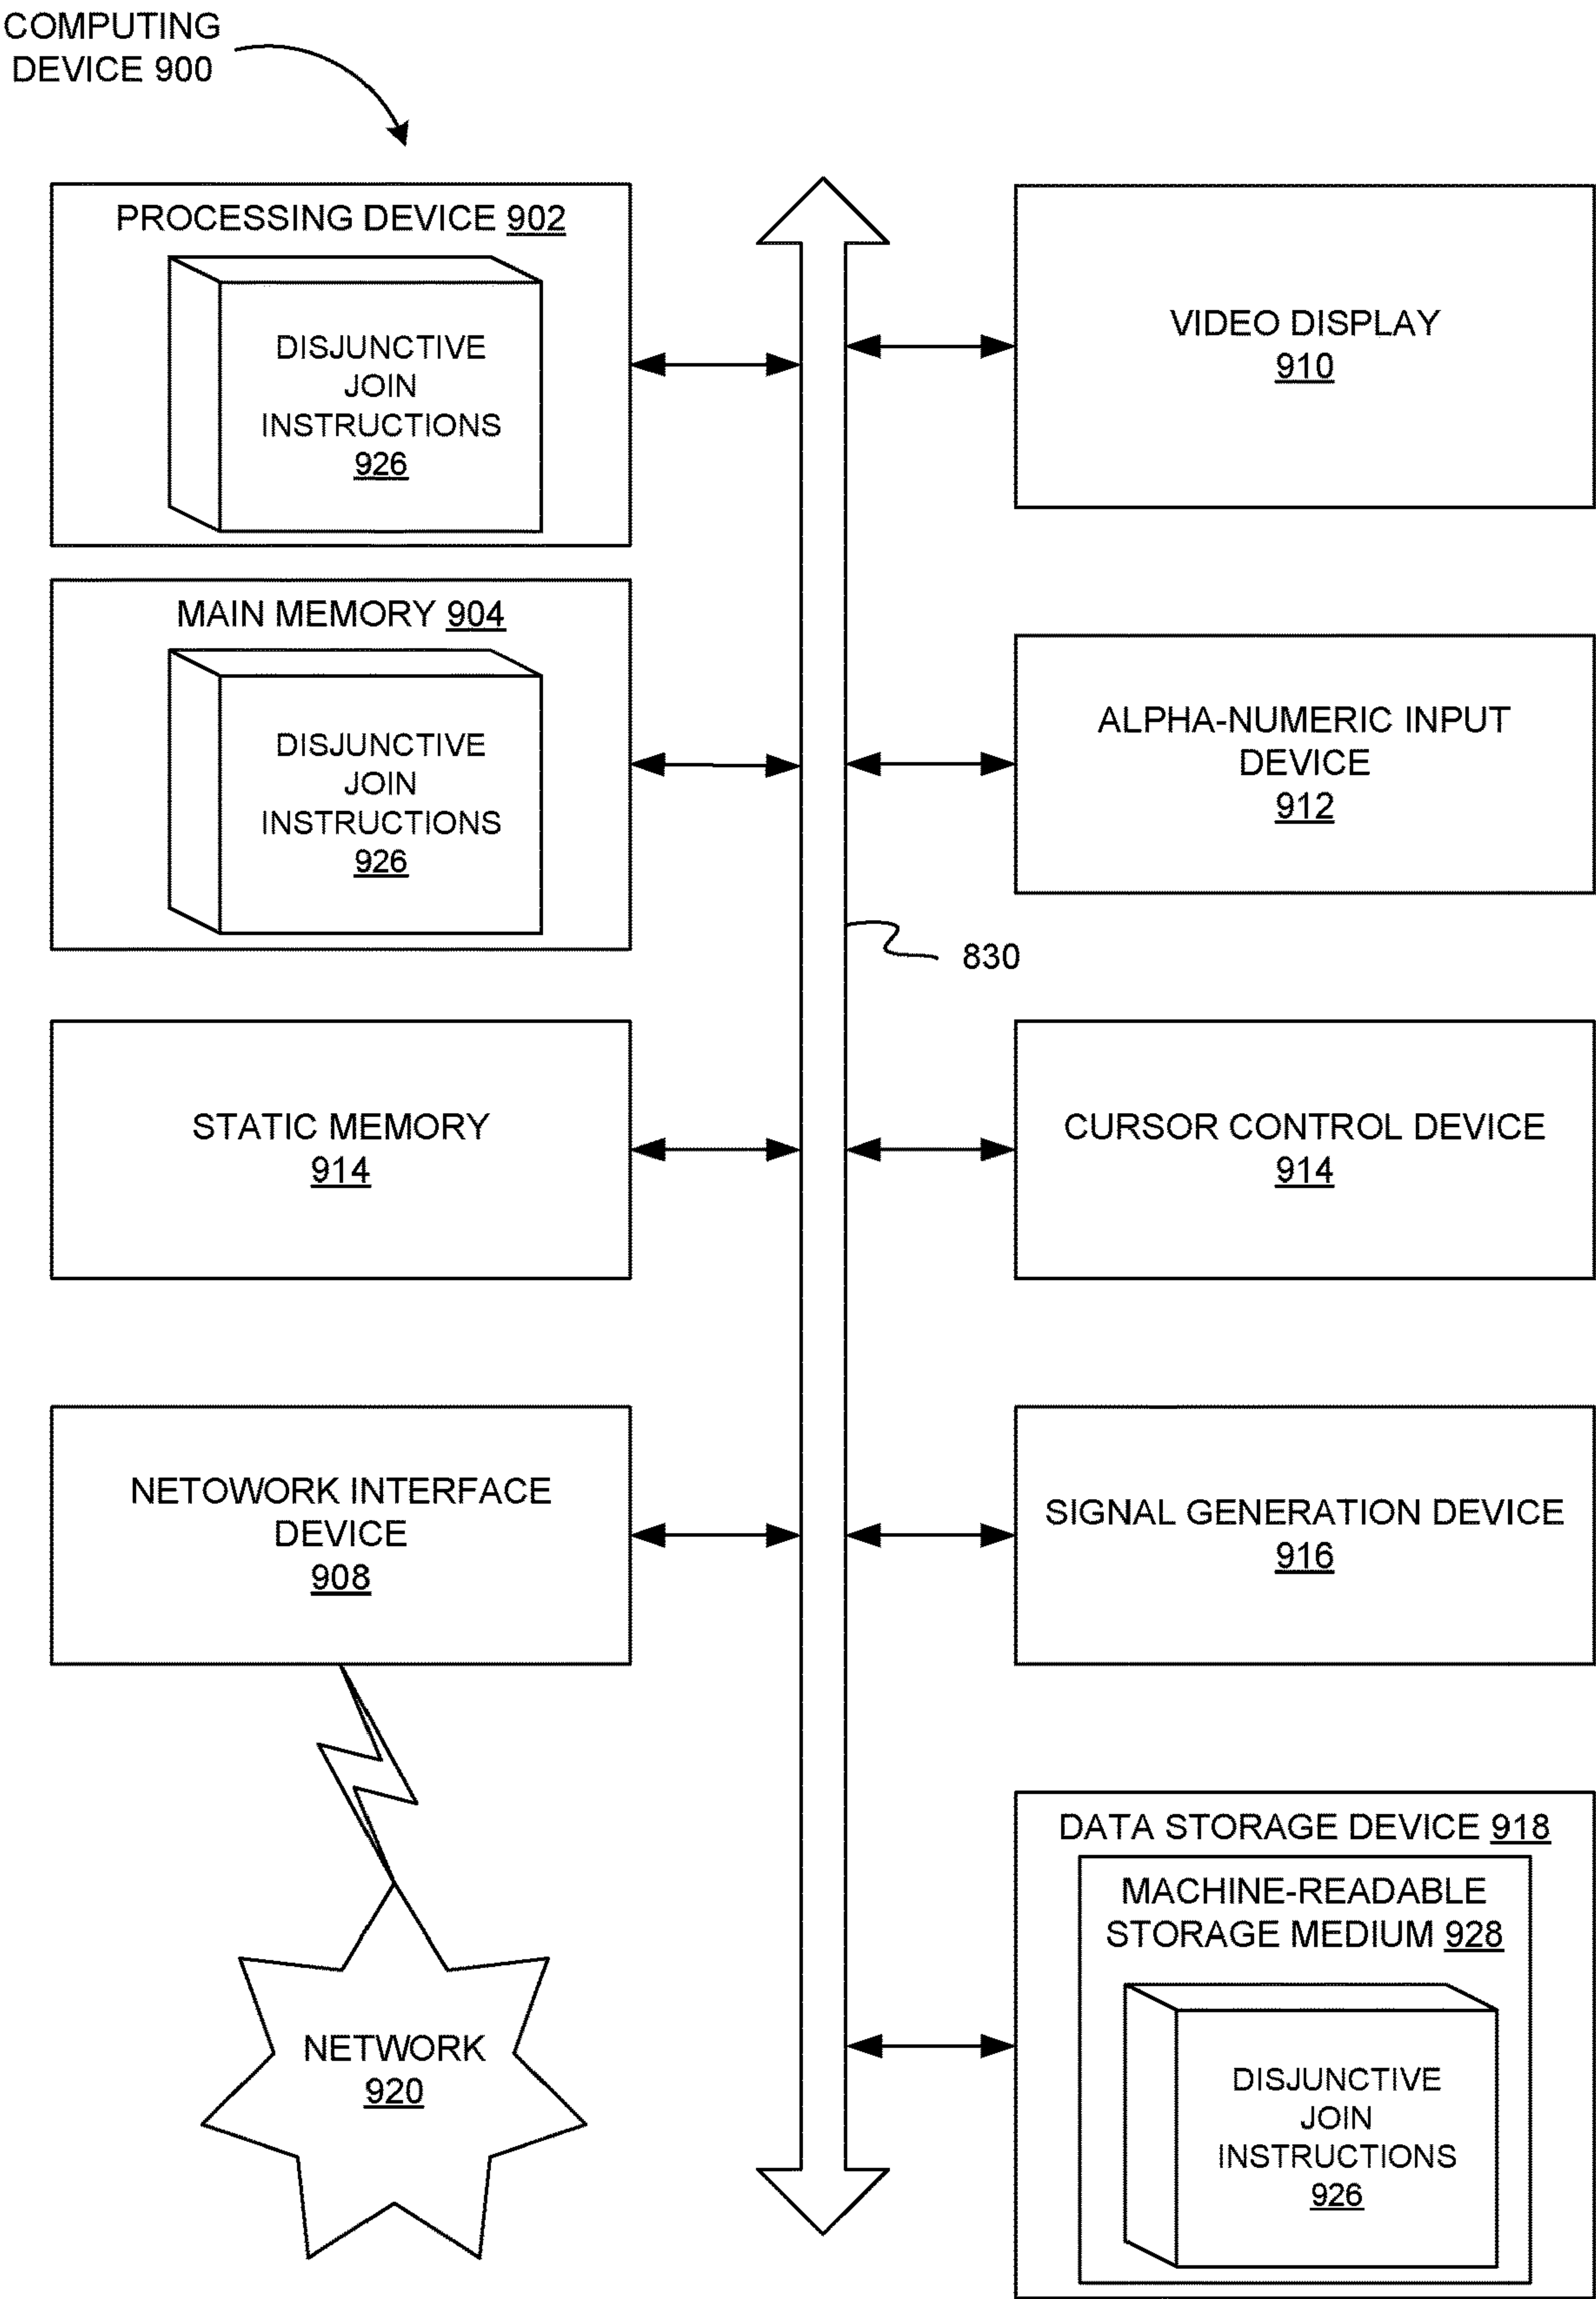 COMPUTING
DEVICE 900
PROCESSING DEVICE 902
DISJUNCTIVE
JOIN
INSTRUCTIONS
926
MAIN MEMORY 904
DISJUNCTIVE
JOIN
INSTRUCTIONS
926
STATIC MEMORY
914
NETOWORK INTERFACE
DEVICE
908
NETWORK
920
830
VIDEO DISPLAY
910
ALPHA-NUMERIC INPUT
DEVICE
912
CURSOR CONTROL DEVICE
914
SIGNAL GENERATION DEVICE
916
DATA STORAGE DEVICE 918
MACHINE-READABLE
STORAGE MEDIUM 928
DISJUNCTIVE
JOIN
INSTRUCTIONS
926